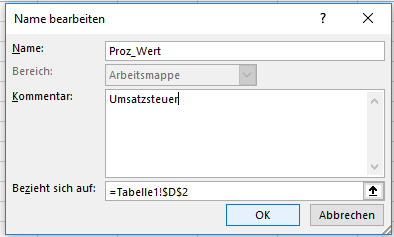 Name bearbeiten ? ×
Name: Proz_Wert
Bereich: Arbeitsmappe
Kommentar: Umsatzsteuer
Bezieht sich auf: =Tabelle1!$D$2
OK Abbrechen